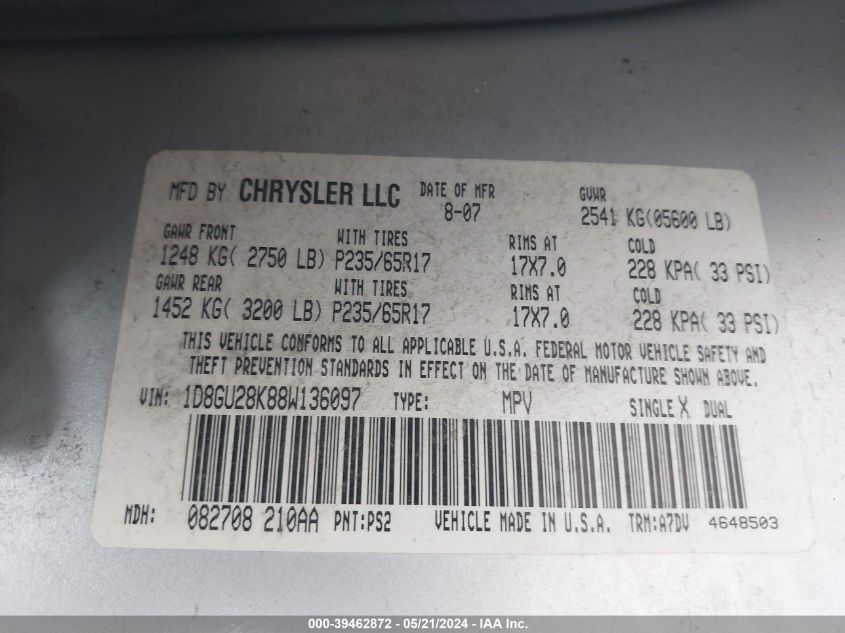 MFD BY CHRYSLER LLC DATE OF MFR 8-07 GVWR 2541 KG(05600 LB)
GAWR FRONT WITH TIRES RIMS AT COLD
1248 KG( 2750 LB) P235/65R17 17X7.0 228 KPA( 33 PSI)
GAWR REAR WITH TIRES RIMS AT COLD
1452 KG( 3200 LB) P235/65R17 17X7.0 228 KPA( 33 PSI)
THIS VEHICLE CONFORMS TO ALL APPLICABLE U.S.A. FEDERAL MOTOR VEHICLE SAFETY AND
THEFT PREVENTION STANDARDS IN EFFECT ON THE DATE OF MANUFACTURE SHOWN ABOVE.
VIN: 1D8GU28K88W136097 TYPE: MPV SINGLE X DUAL
MDH: 082708 210AA PNT:PS2 VEHICLE MADE IN U.S.A. TRM:A7DV 4648503
000-39462872 - 05/21/2024 - IAA Inc.